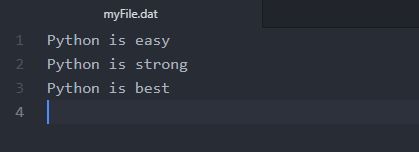 myFile.dat
1 Python is easy
2 Python is strong
3 Python is best
4